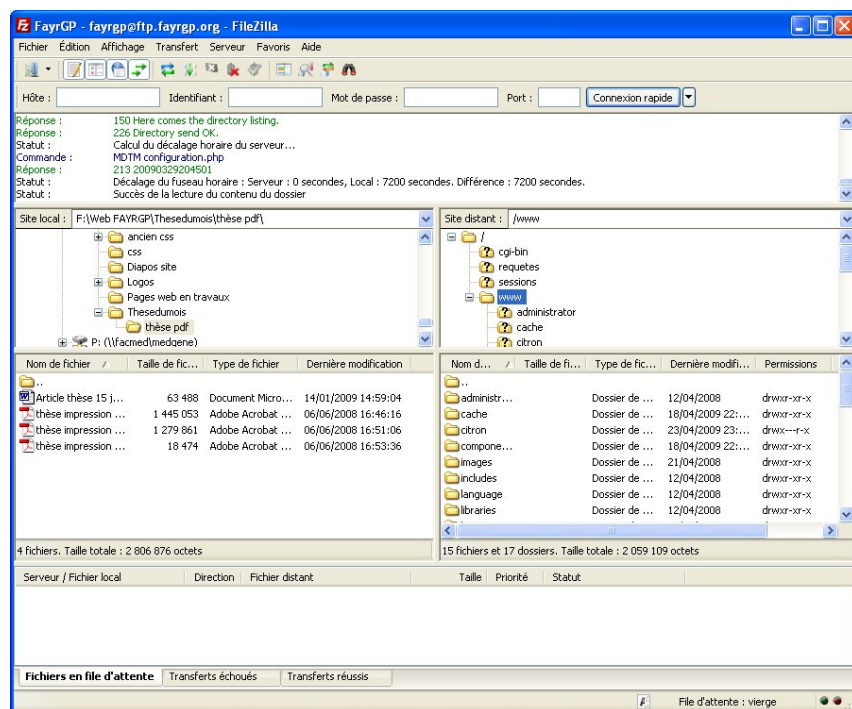 FayrGP - fayrgp@ftp.fayrgp.org - FileZilla
Fichier Édition Affichage Transfert Serveur Favoris Aide
Hôte : Identifiant : Mot de passe : Port : Connexion rapide
Réponse : 150 Here comes the directory listing.
Réponse : 226 Directory send OK.
Statut : Calcul du décalage horaire du serveur...
Commande : MDTM configuration.php
Réponse : 213 20090329204501
Statut : Décalage du fuseau horaire : Serveur : 0 secondes, Local : 7200 secondes. Différence : 7200 secondes.
Statut : Succès de la lecture du contenu du dossier
Site local : F:\Web FAYRGP\Thesedumois\thèse pdf\
ancien css
css
Diapos site
Logos
Pages web en travaux
Thesedumois
thèse pdf
P: (\\facmed\medgene)
Site distant : /www
/
cgi-bin
requetes
sessions
www
administrator
cache
citron
Nom de fichier Taille de fic... Type de fichier Dernière modification
..
Article thèse 15 j... 63 488 Document Micro... 14/01/2009 14:59:04
thèse impression ... 1 445 053 Adobe Acrobat ... 06/06/2008 16:46:16
thèse impression ... 1 279 861 Adobe Acrobat ... 06/06/2008 16:51:06
thèse impression ... 18 474 Adobe Acrobat ... 06/06/2008 16:53:36
4 fichiers. Taille totale : 2 806 876 octets
Nom d... Taille de fi... Type de fic... Dernière modifi... Permissions
..
administr... Dossier de ... 12/04/2008 drwxr-xr-x
cache Dossier de ... 18/04/2009 22:... drwxr-xr-x
citron Dossier de ... 23/04/2009 23:... drwx---r-x
compone... Dossier de ... 18/04/2009 22:... drwxr-xr-x
images Dossier de ... 21/04/2008 drwxr-xr-x
includes Dossier de ... 12/04/2008 drwxr-xr-x
language Dossier de ... 12/04/2008 drwxr-xr-x
libraries Dossier de ... 12/04/2008 drwxr-xr-x
15 fichiers et 17 dossiers. Taille totale : 2 059 109 octets
Serveur / Fichier local Direction Fichier distant Taille Priorité Statut
Fichiers en file d'attente Transferts échoués Transferts réussis
File d'attente : vierge